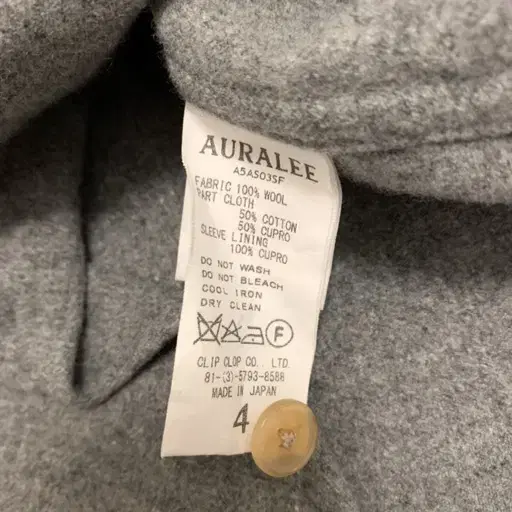 AURALEE
A5AS03SF
FABRIC 100% WOOL
PART CLOTH
50% COTTON
50% CUPRO
SLEEVE LINING
100% CUPRO
DO NOT WASH
DO NOT BLEACH
COOL IRON
DRY CLEAN
F
CLIP CLOP CO., LTD.
81-(3)-5793-8588
MADE IN JAPAN
4